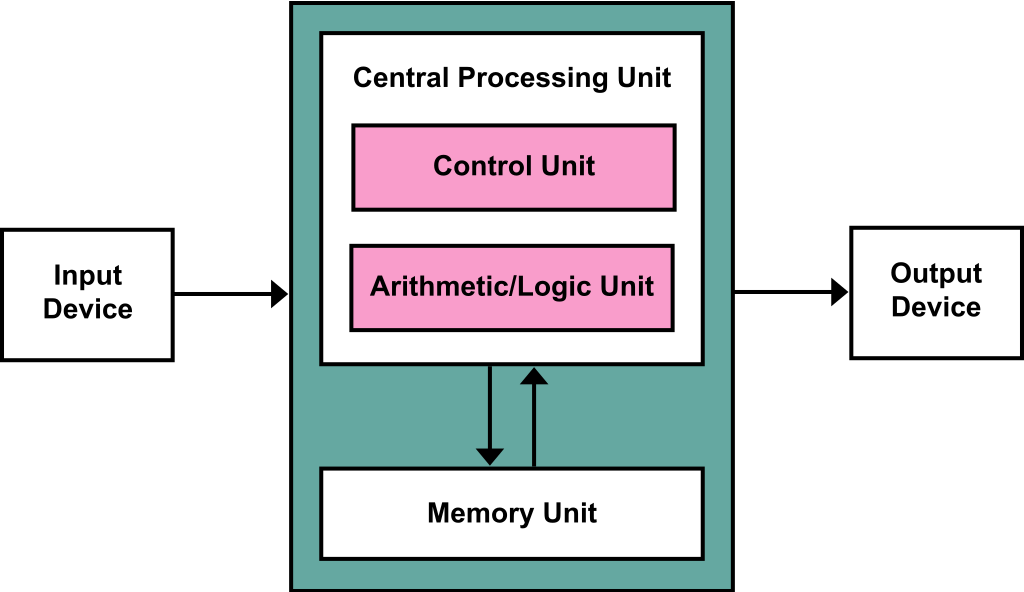 Central Processing Unit
Control Unit
Arithmetic/Logic Unit
Input
Device
Output
Device
Memory Unit